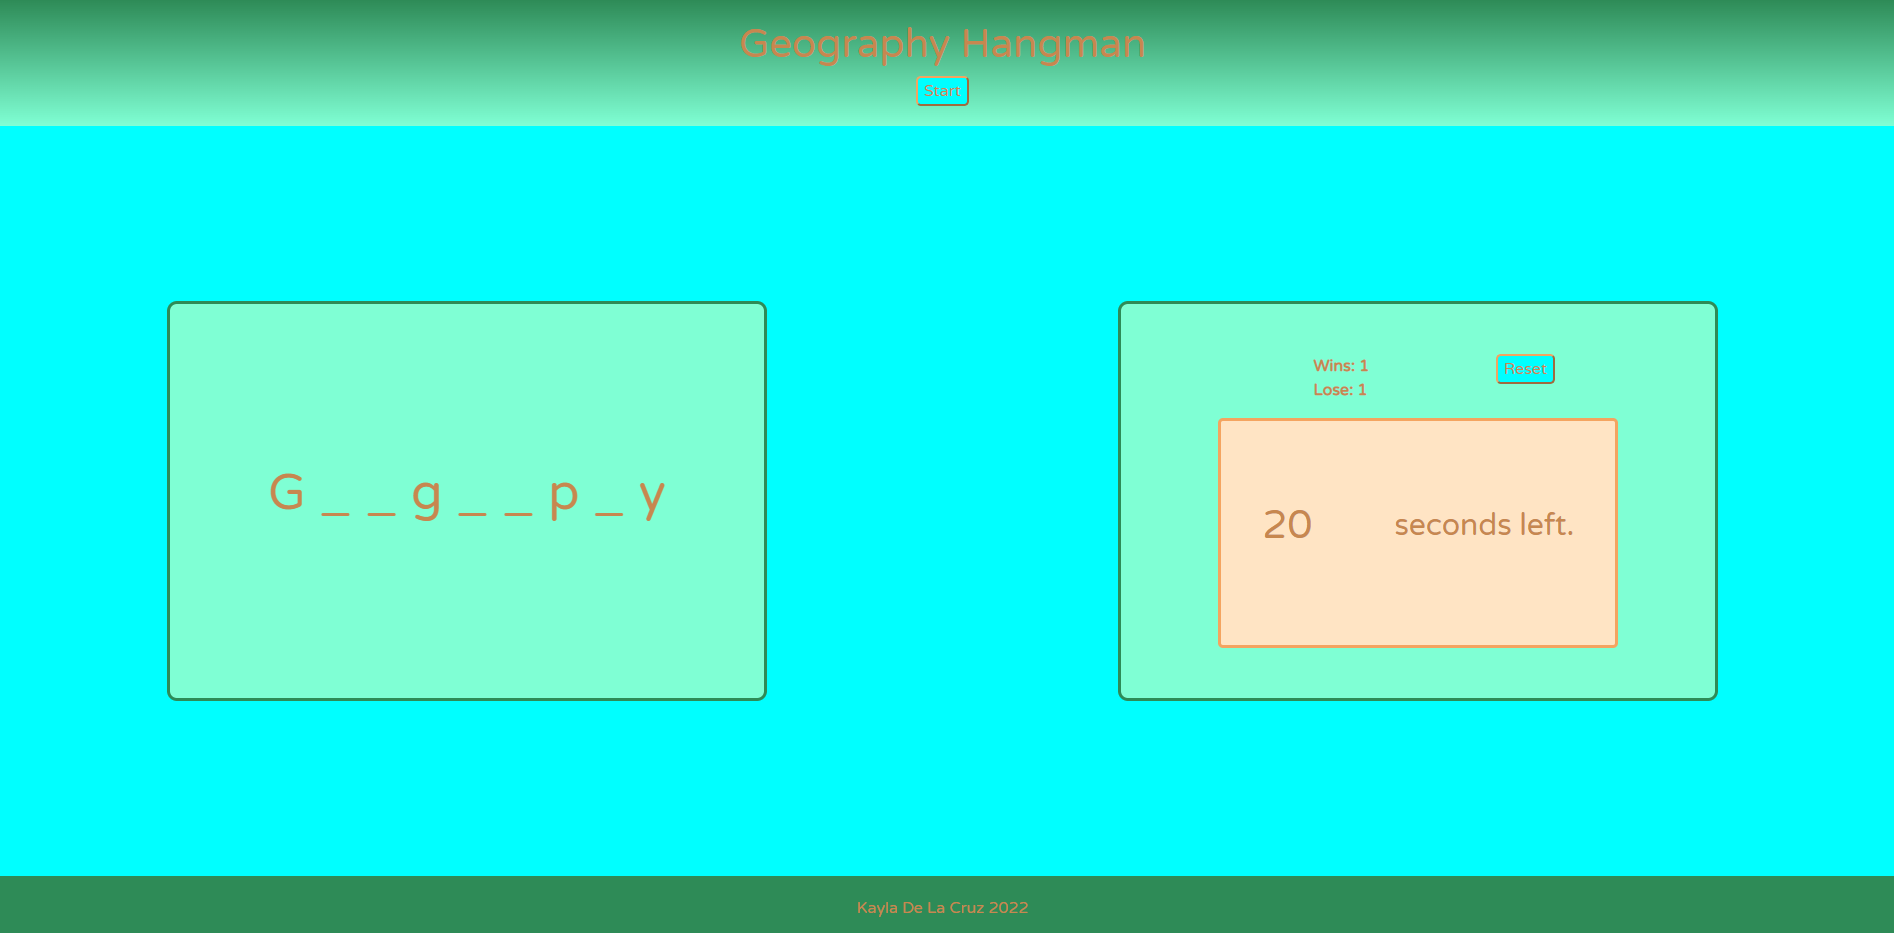 Geography Hangman
Start
G _ _ g _ _ p _ y
Wins: 1
Lose: 1
Reset
20 seconds left.
Kayla De La Cruz 2022